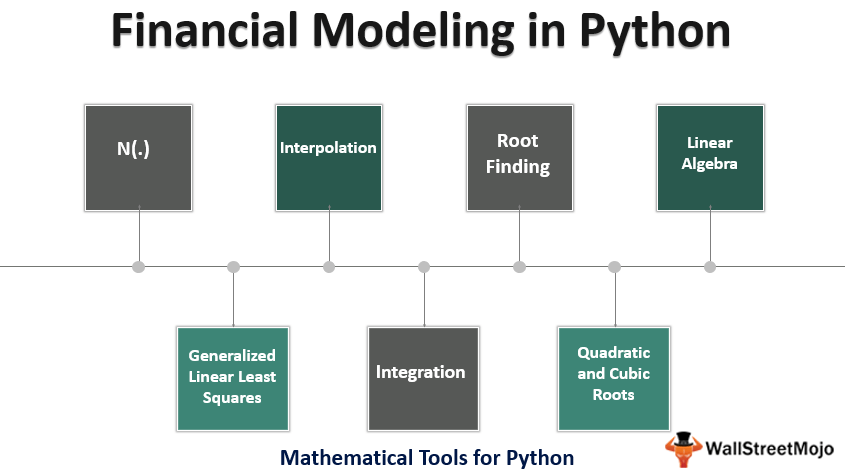 Financial Modeling in Python
N(.)
Interpolation
Root
Finding
Linear
Algebra
Generalized
Linear Least
Squares
Integration
Quadratic
and Cubic
Roots
Mathematical Tools for Python
WallStreetMojo